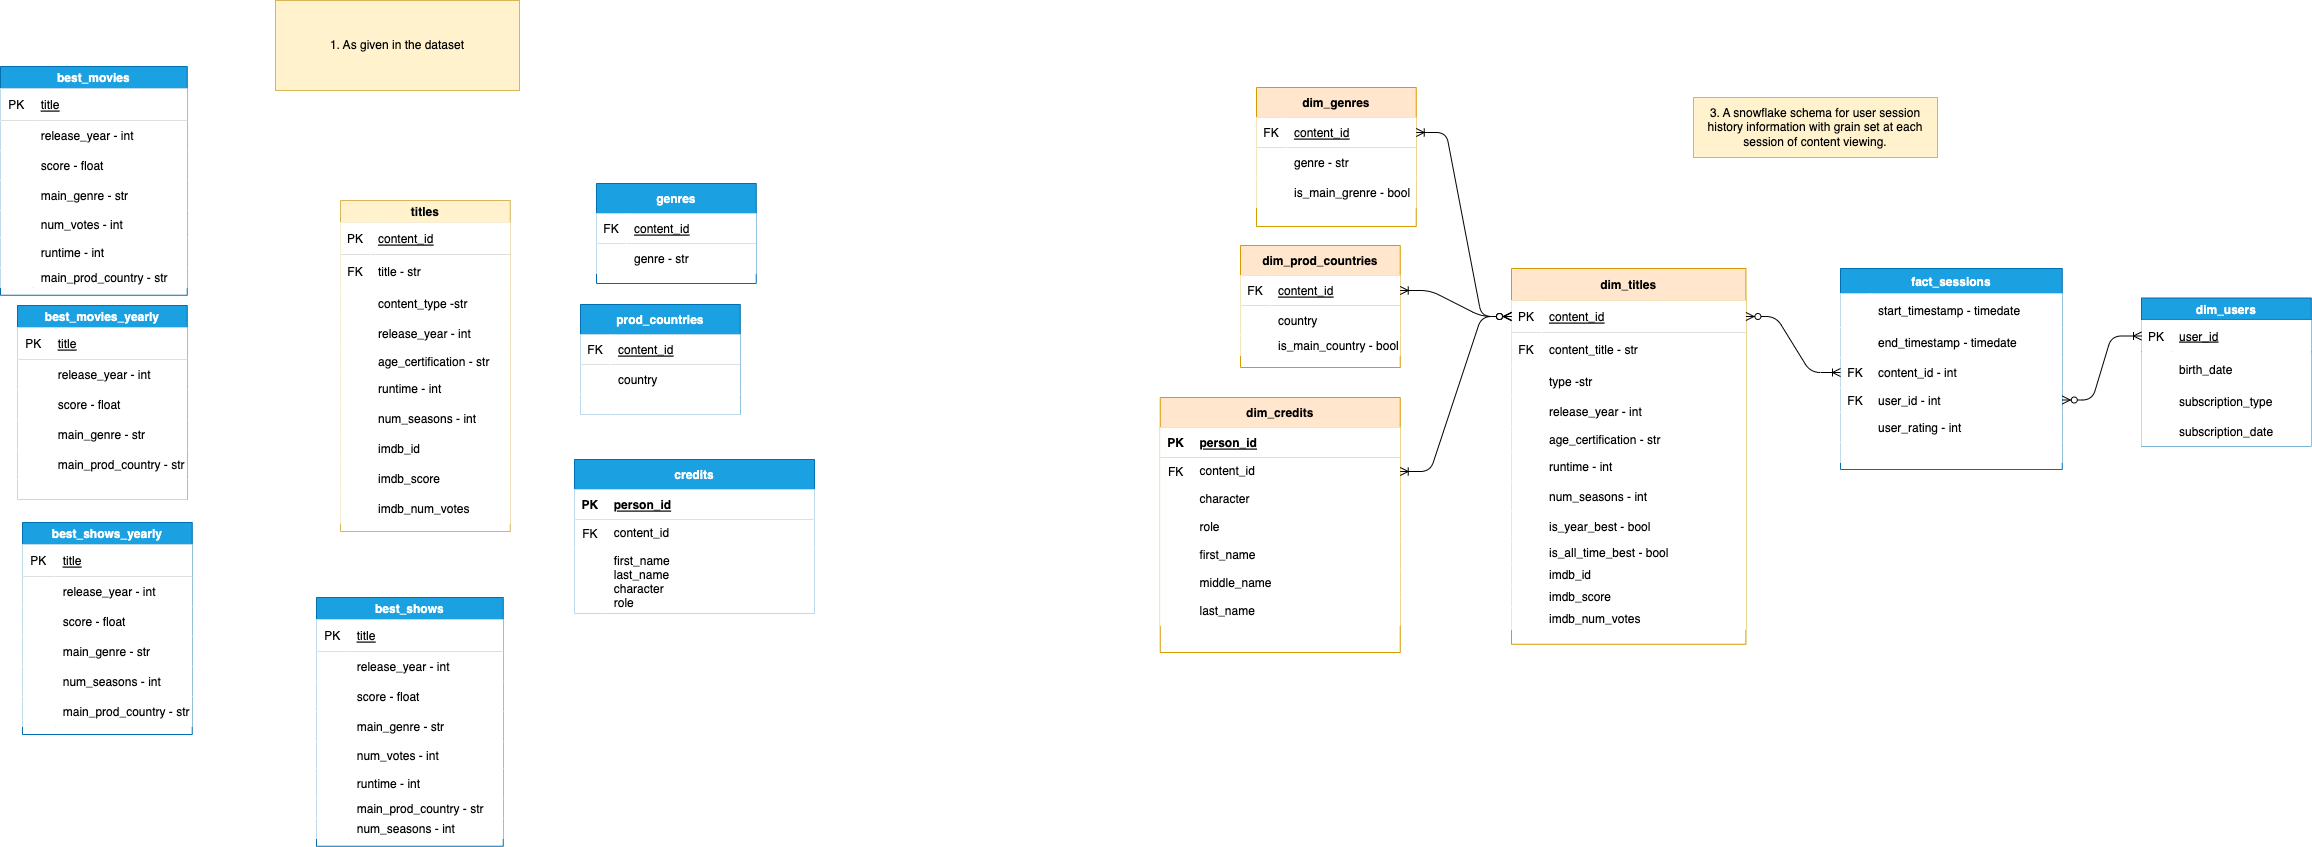 1. As given in the dataset
best_movies
PK title
release_year - int
score - float
main_genre - str
num_votes - int
runtime - int
main_prod_country - str
best_movies_yearly
PK title
release_year - int
score - float
main_genre - str
main_prod_country - str
best_shows_yearly
PK title
release_year - int
score - float
main_genre - str
num_seasons - int
main_prod_country - str
titles
PK content_id
FK title - str
content_type -str
release_year - int
age_certification - str
runtime - int
num_seasons - int
imdb_id
imdb_score
imdb_num_votes
best_shows
PK title
release_year - int
score - float
main_genre - str
num_votes - int
runtime - int
main_prod_country - str
num_seasons - int
genres
FK content_id
genre - str
prod_countries
FK content_id
country
credits
PK person_id
FK content_id
first_name
last_name
character
role
dim_genres
FK content_id
genre - str
is_main_grenre - bool
dim_prod_countries
FK content_id
country
is_main_country - bool
dim_credits
PK person_id
FK content_id
character
role
first_name
middle_name
last_name
dim_titles
PK content_id
FK content_title - str
type -str
release_year - int
age_certification - str
runtime - int
num_seasons - int
is_year_best - bool
is_all_time_best - bool
imdb_id
imdb_score
imdb_num_votes
3. A snowflake schema for user session
history information with grain set at each
session of content viewing.
fact_sessions
start_timestamp - timedate
end_timestamp - timedate
FK content_id - int
FK user_id - int
user_rating - int
dim_users
PK user_id
birth_date
subscription_type
subscription_date